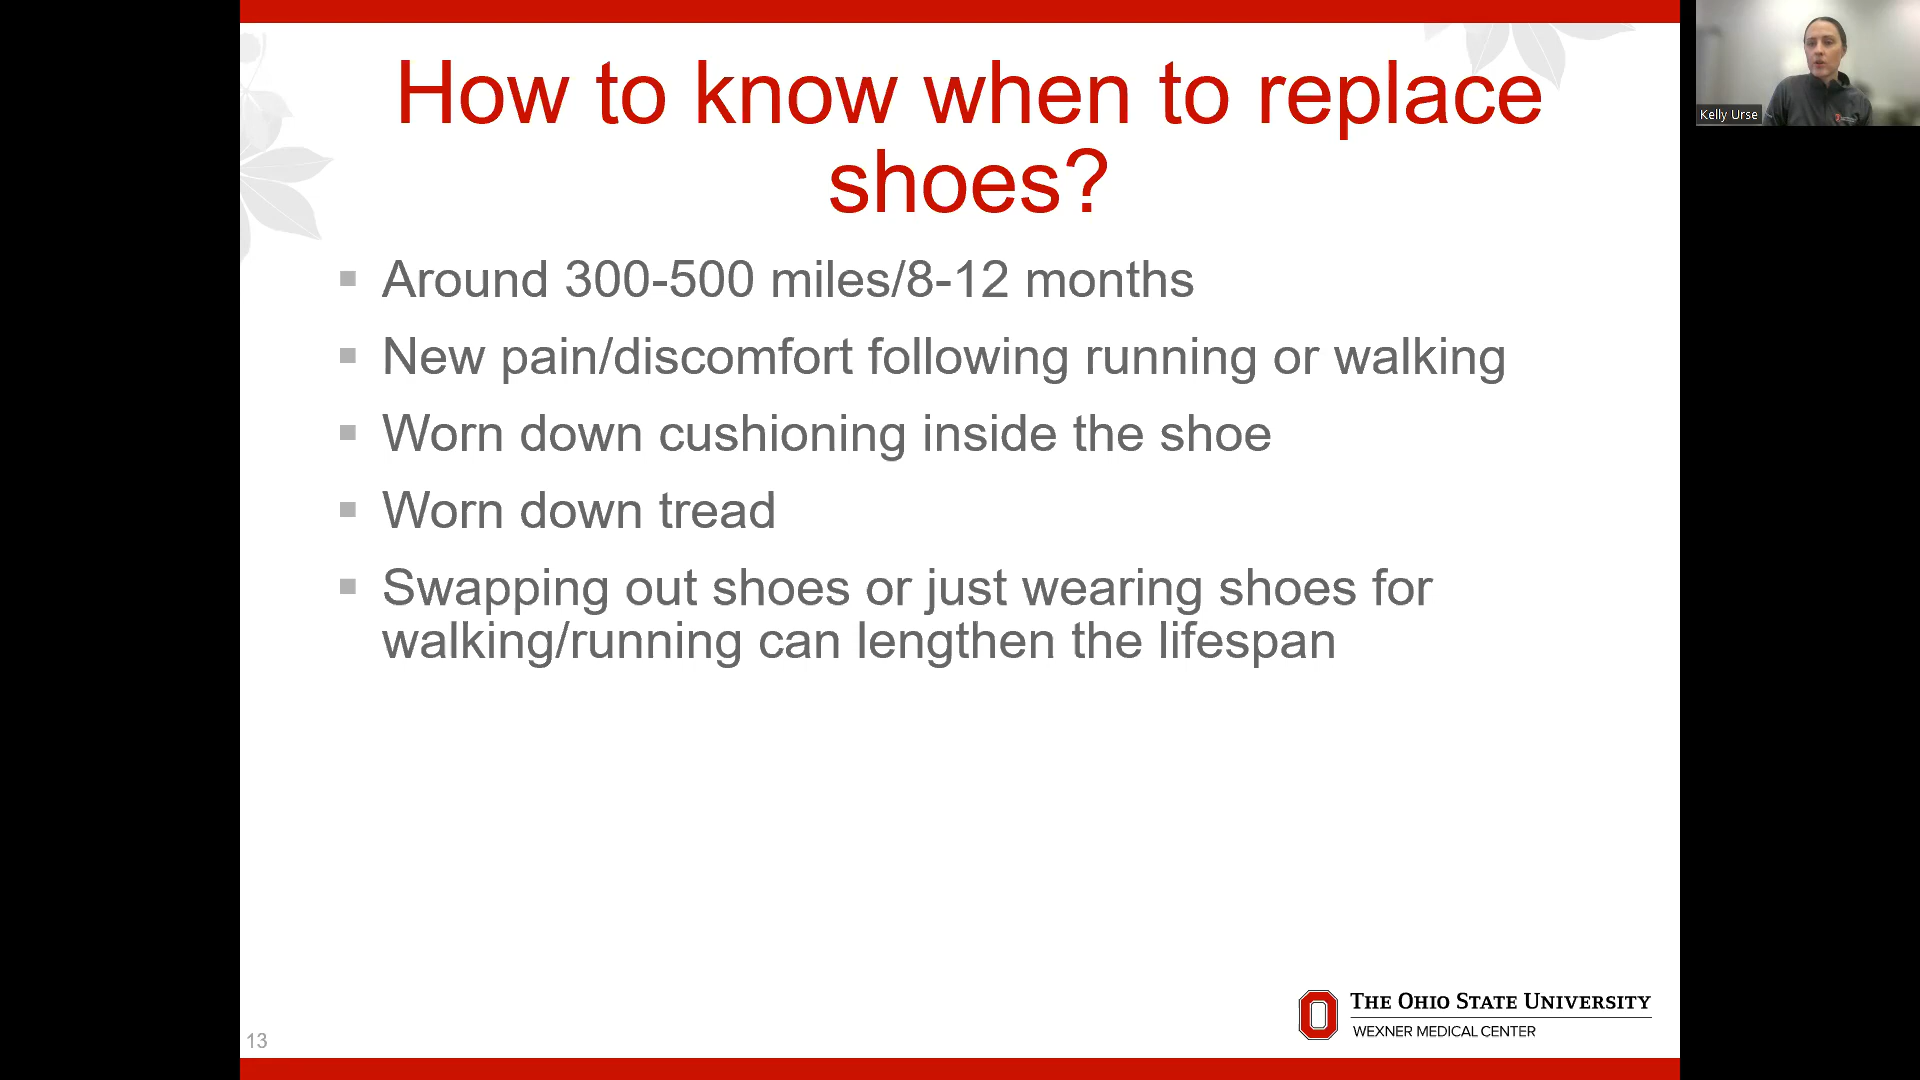 How to know when to replace
shoes?
Around 300-500 miles/8-12 months
New pain/discomfort following running or walking
Worn down cushioning inside the shoe
Worn down tread
Swapping out shoes or just wearing shoes for
walking/running can lengthen the lifespan
THE OHIO STATE UNIVERSITY
WEXNER MEDICAL CENTER
13
Kelly Urse